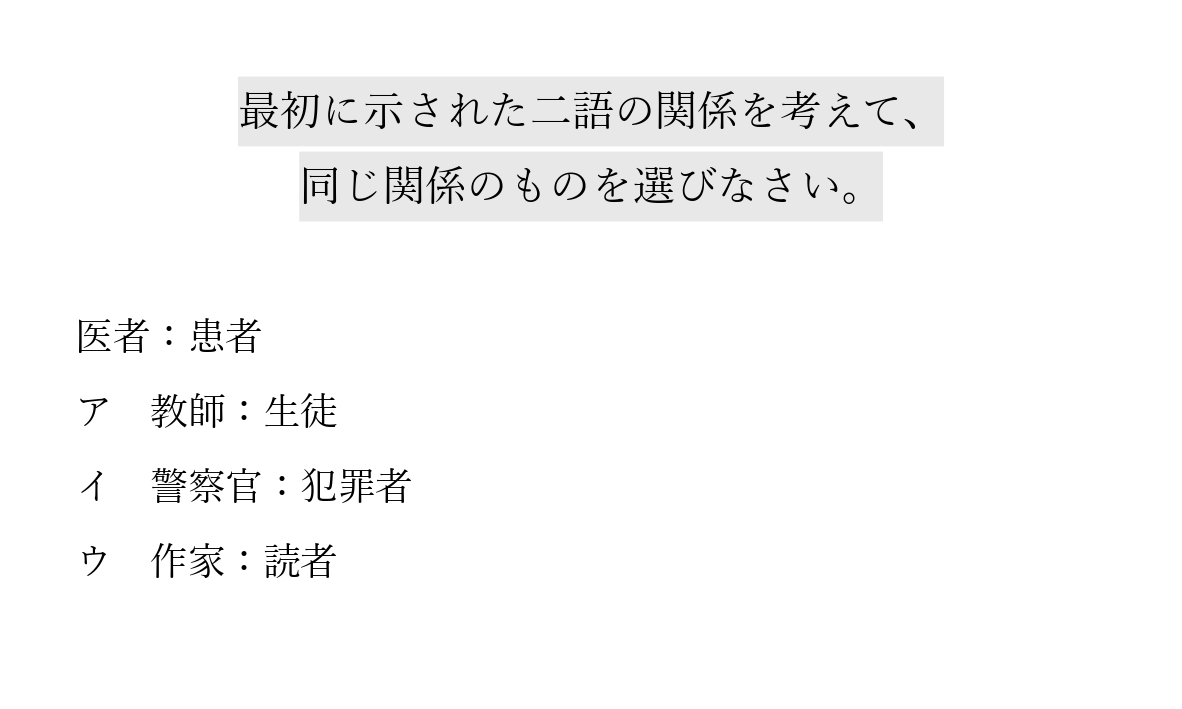 最初に示された二語の関係を考えて、
同じ関係のものを選びなさい。
医者：患者
ア　教師：生徒
イ　警察官：犯罪者
ウ　作家：読者